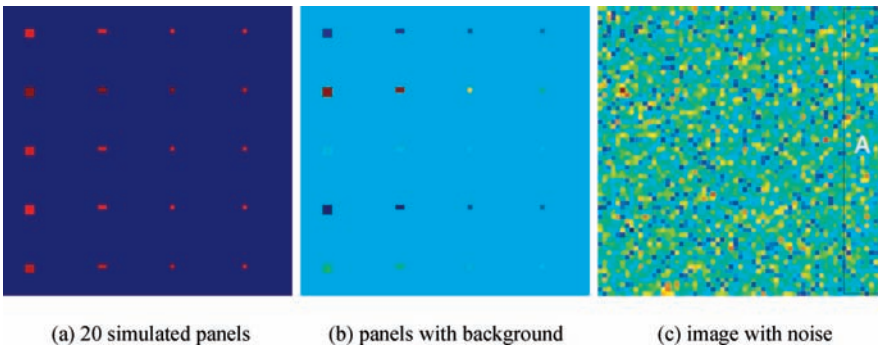 A
(a) 20 simulated panels
(b) panels with background
(c) image with noise